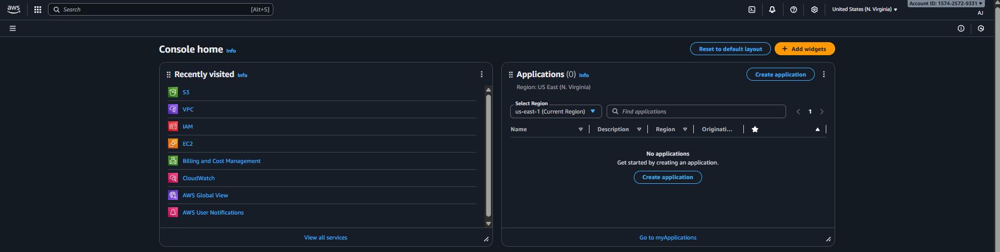 aws
Search [Alt+S]
United States (N. Virginia)
Account ID: 1574-2572-9331
AJ
Console home Info
Reset to default layout
+ Add widgets
Recently visited Info
S3
VPC
IAM
EC2
Billing and Cost Management
CloudWatch
AWS Global View
AWS User Notifications
View all services
Applications (0) Info
Create application
Region: US East (N. Virginia)
Select Region
us-east-1 (Current Region)
Find applications
1
Name Description Region Originati...
No applications
Get started by creating an application.
Create application
Go to myApplications